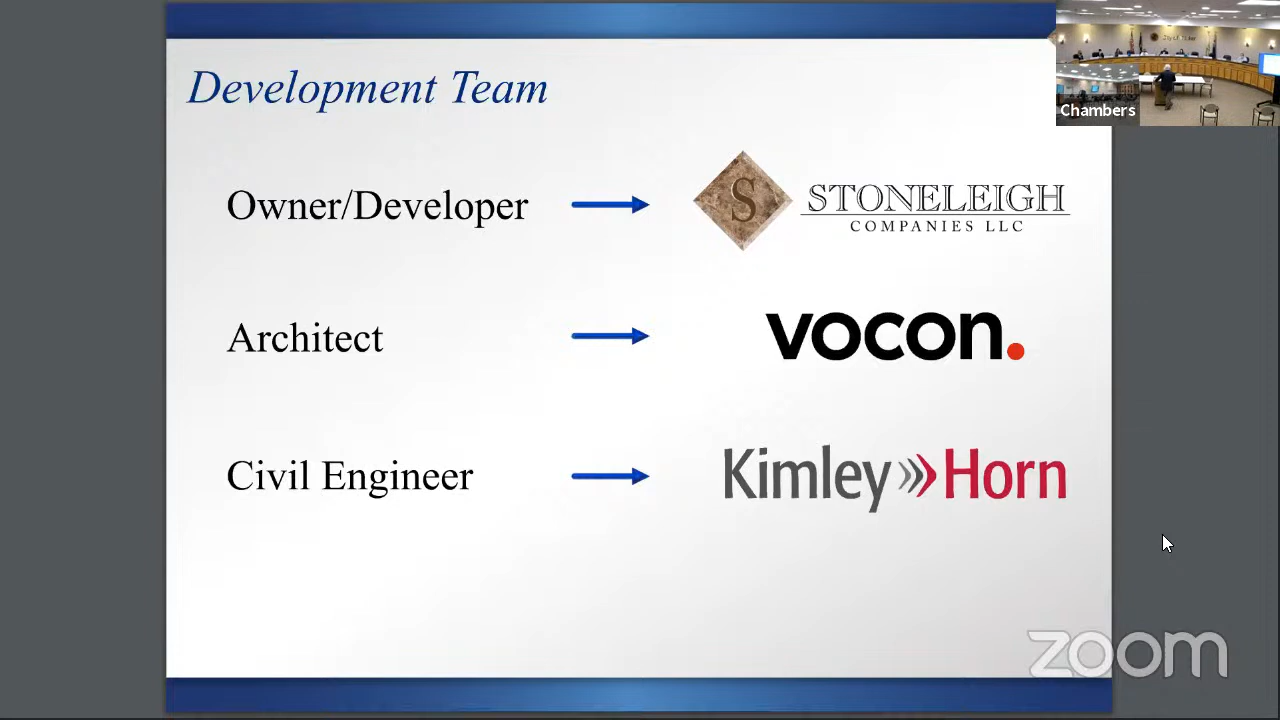 Development Team
Chambers
Owner/Developer
S
STONELEIGH
COMPANIES LLC
Architect
vocon.
Civil Engineer
Kimley Horn
zoom